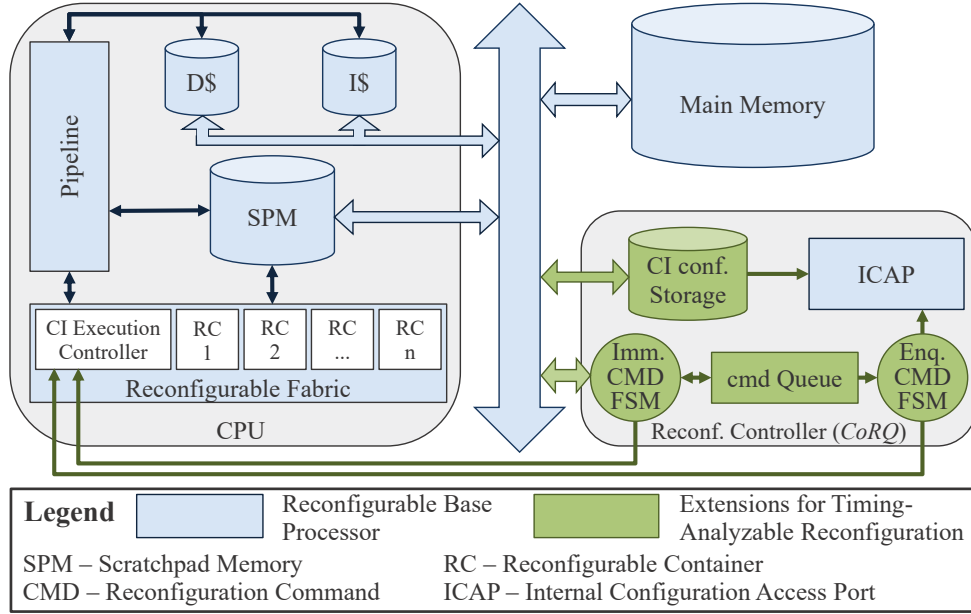 D$
I$
Main Memory
Pipeline
SPM
CI conf.
Storage
ICAP
CI Execution
Controller
RC
1
RC
2
RC
...
RC
n
Reconfigurable Fabric
CPU
Imm.
CMD
FSM
cmd Queue
Enq.
CMD
FSM
Reconf. Controller (CoRQ)
Legend
Reconfigurable Base
Processor
Extensions for Timing-
Analyzable Reconfiguration
SPM – Scratchpad Memory
RC – Reconfigurable Container
CMD – Reconfiguration Command
ICAP – Internal Configuration Access Port